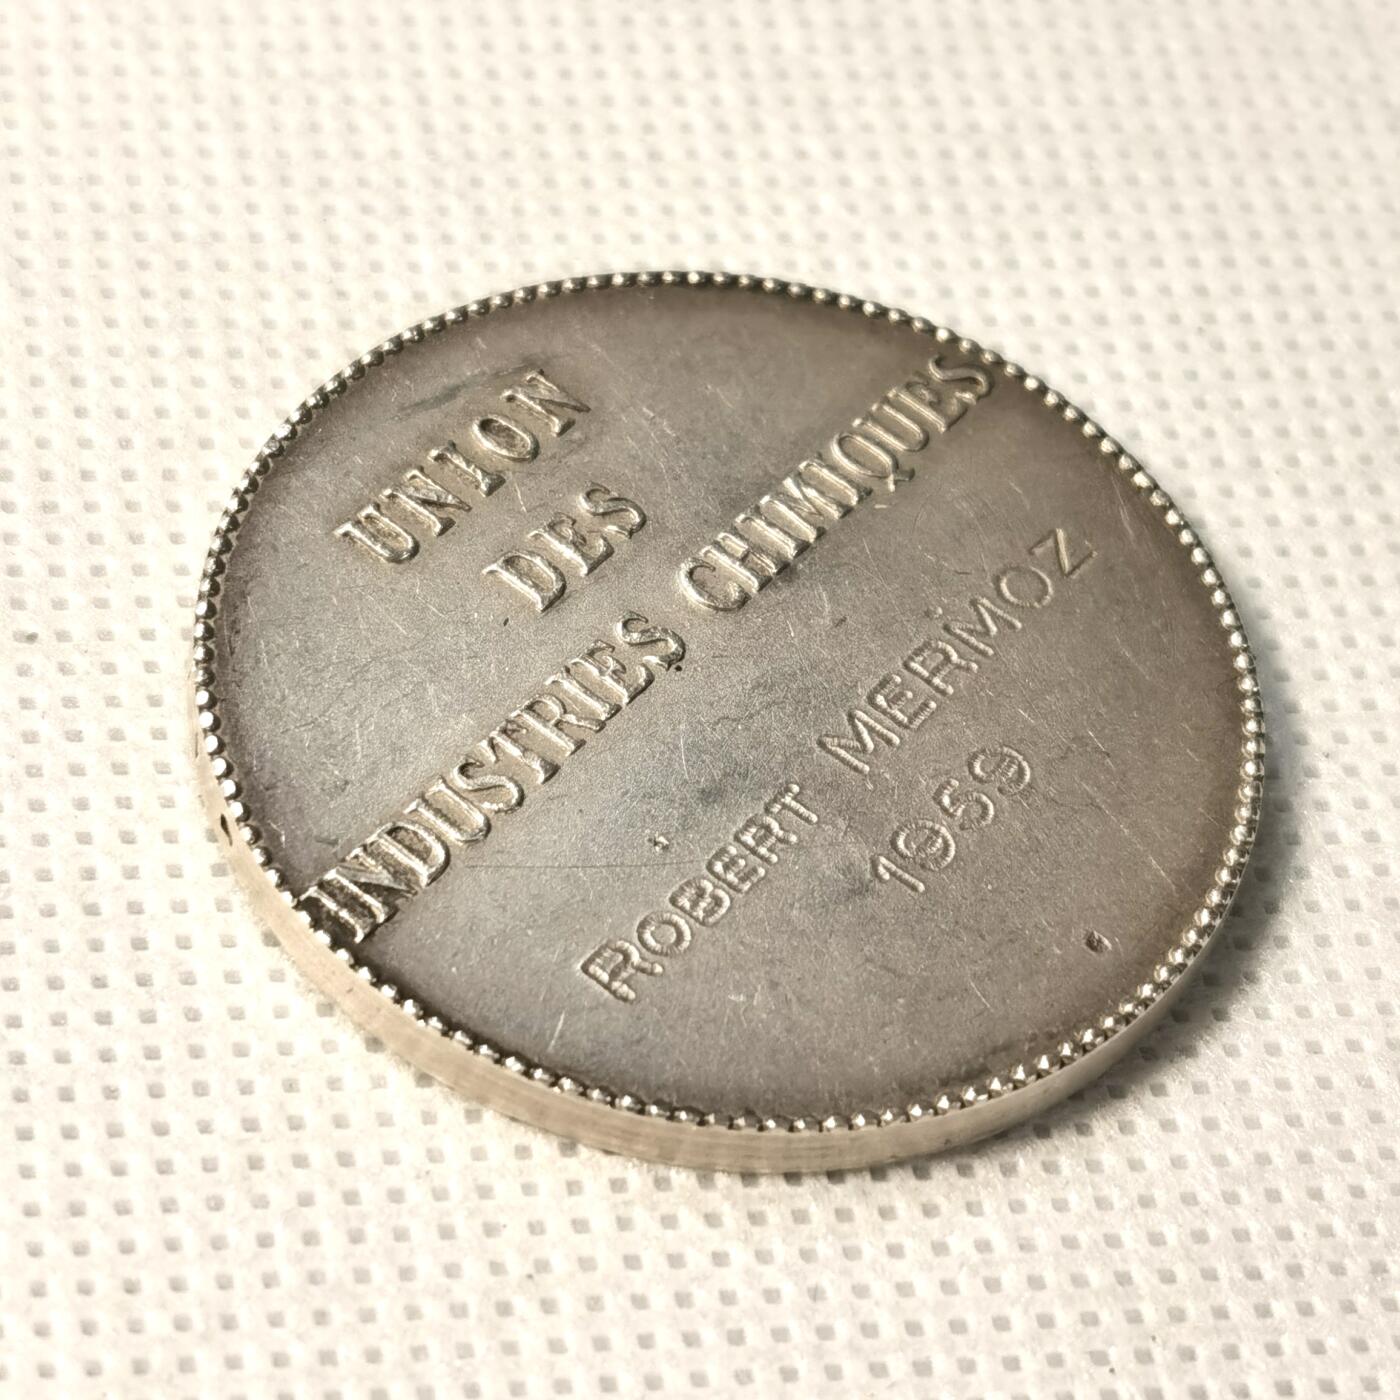 UNION
DES
INDUSTRIES CHIMIQUES
ROBERT MERMOZ
1959